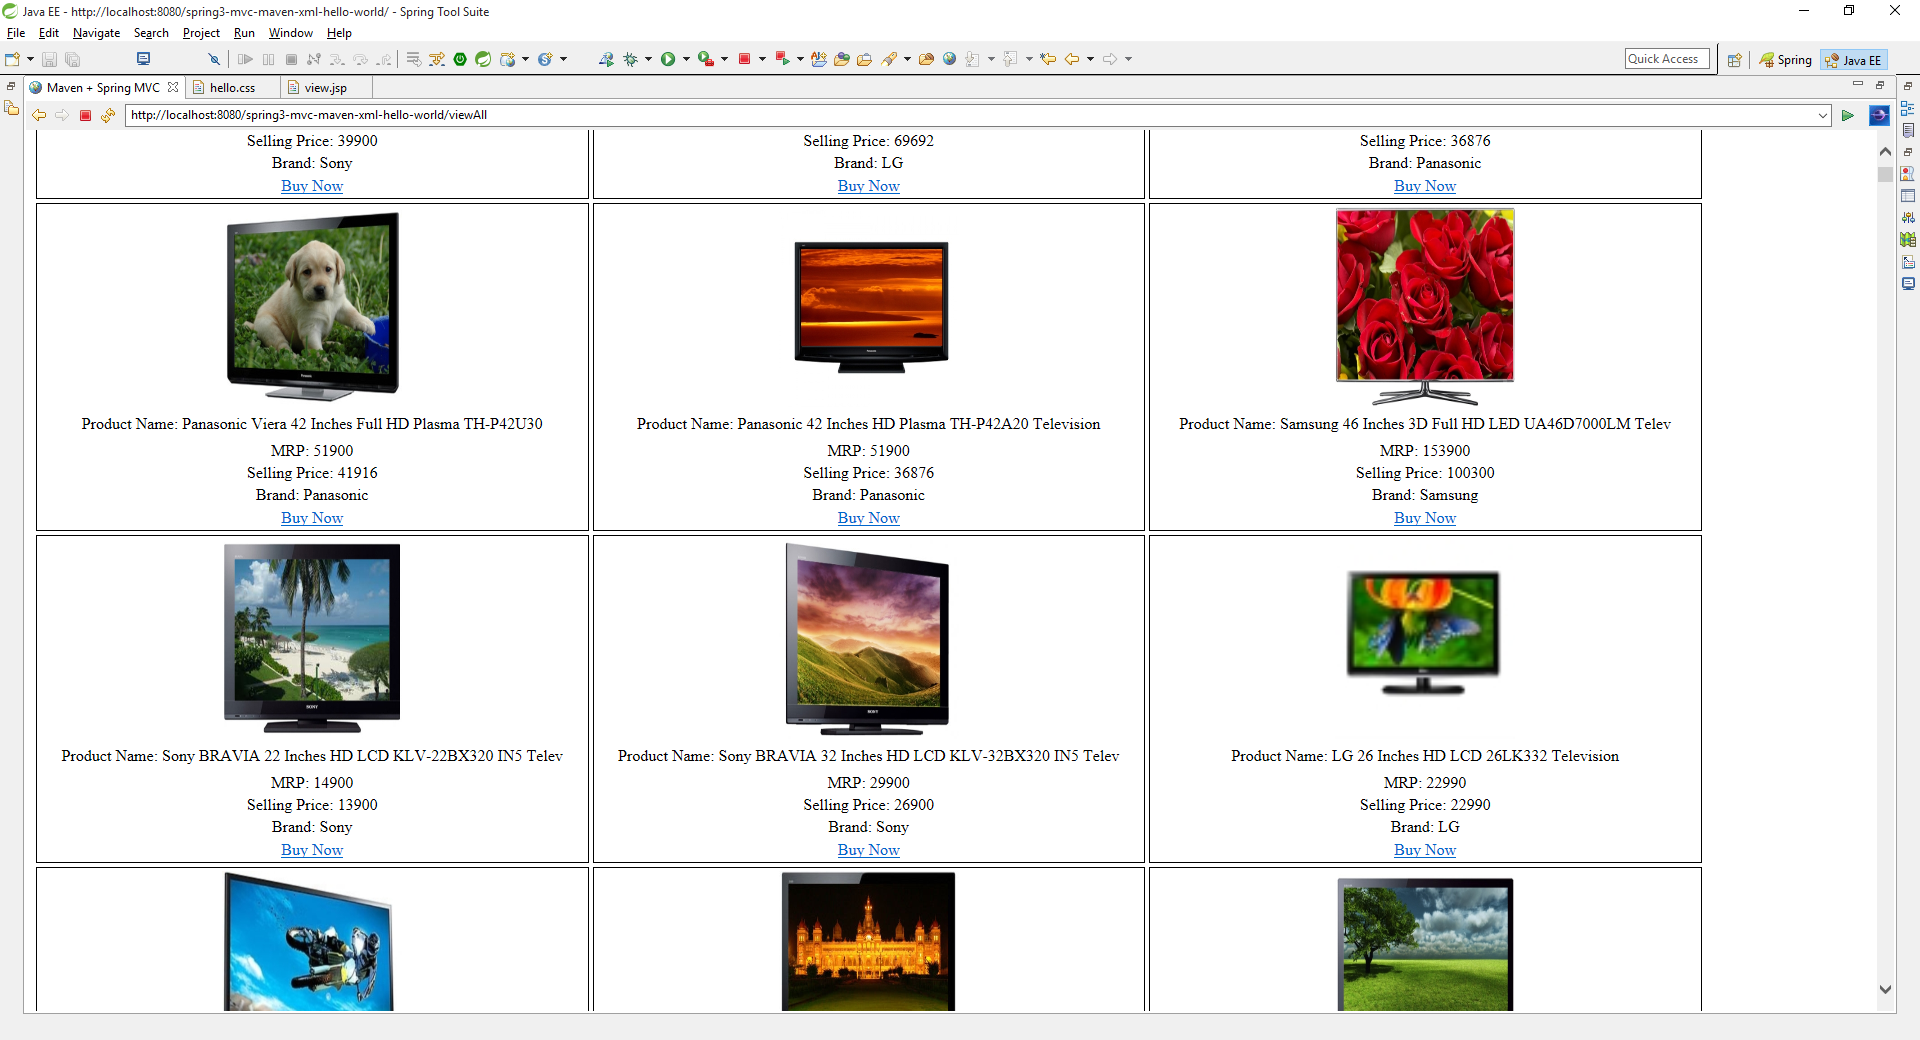 Java EE - http://localhost:8080/spring3-mvc-maven-xml-hello-world/ - Spring Tool Suite
File Edit Navigate Search Project Run Window Help
Quick Access
Spring
Java EE
Maven + Spring MVC
hello.css
view.jsp
http://localhost:8080/spring3-mvc-maven-xml-hello-world/viewAll
Selling Price: 39900
Brand: Sony
Buy Now
Selling Price: 69692
Brand: LG
Buy Now
Selling Price: 36876
Brand: Panasonic
Buy Now
Product Name: Panasonic Viera 42 Inches Full HD Plasma TH-P42U30
MRP: 51900
Selling Price: 41916
Brand: Panasonic
Buy Now
Product Name: Panasonic 42 Inches HD Plasma TH-P42A20 Television
MRP: 51900
Selling Price: 36876
Brand: Panasonic
Buy Now
Product Name: Samsung 46 Inches 3D Full HD LED UA46D7000LM Telev
MRP: 153900
Selling Price: 100300
Brand: Samsung
Buy Now
SONY
Product Name: Sony BRAVIA 22 Inches HD LCD KLV-22BX320 IN5 Telev
MRP: 14900
Selling Price: 13900
Brand: Sony
Buy Now
SONY
Product Name: Sony BRAVIA 32 Inches HD LCD KLV-32BX320 IN5 Telev
MRP: 29900
Selling Price: 26900
Brand: Sony
Buy Now
Product Name: LG 26 Inches HD LCD 26LK332 Television
MRP: 22990
Selling Price: 22990
Brand: LG
Buy Now